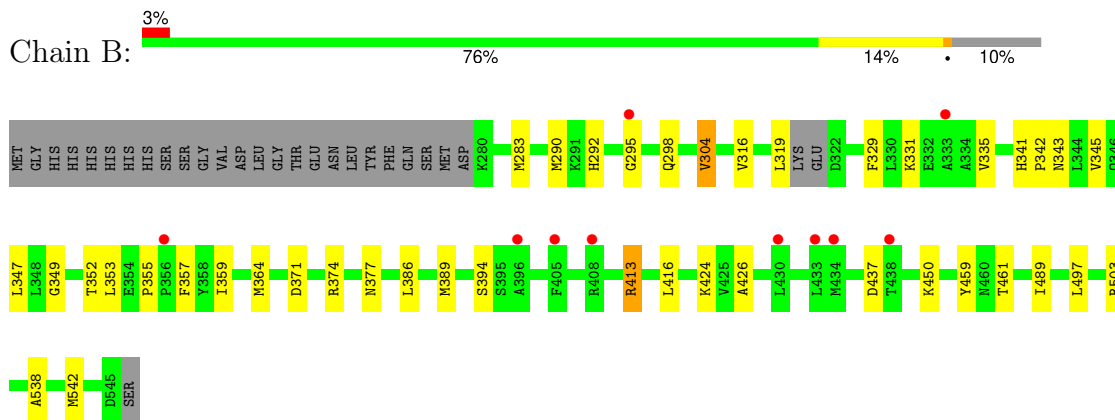 3%
Chain B:
76% 14% • 10%
MET GLY HIS HIS HIS HIS HIS HIS SER SER GLY VAL ASP LEU GLY THR GLU ASN LEU TYR PHE GLN SER MET ASP K280 M283 M290 K291 H292 G295 Q298 V304 V316 L319 LYS GLU D322 F329 L330 K331 E332 A333 A334 V335 H341 P342 N343 L344 V345 Q346
L347 L348 G349 T352 L353 E354 P355 P356 F357 Y358 I359 M364 D371 R374 N377 L386 M389 S394 S395 A396 F405 R408 R413 L416 K424 V425 A426 L430 L433 M434 D437 T438 K450 Y459 N460 T461 I489 L497 R503
A538 M542 D545 SER